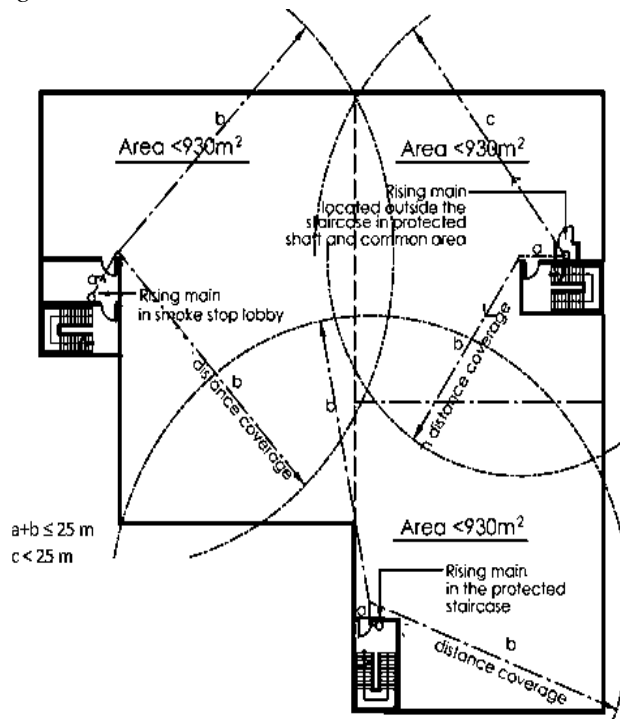 b
c
Area <930m²
Area <930m²
Rising main
located outside the
staircase in protected
shaft and common area
a
a
Rising main
in smoke stop lobby
b
distance coverage
b
b
distance coverage
a+b ≤ 25 m
c < 25 m
Area <930m²
Rising main
in the protected
staircase
a
b
distance coverage